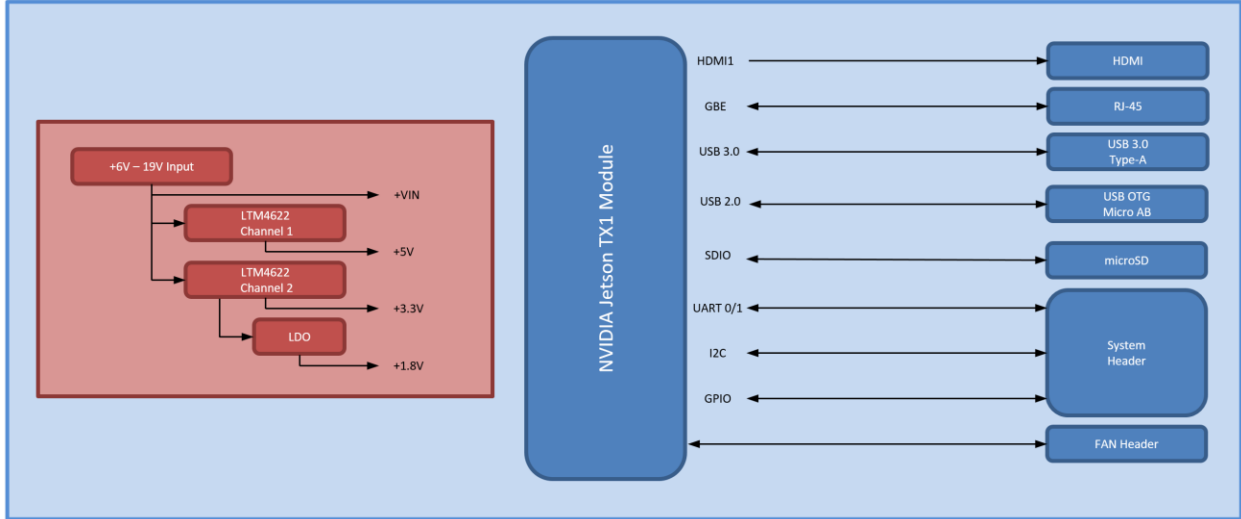 +6V – 19V Input
+VIN
LTM4622
Channel 1
+5V
LTM4622
Channel 2
+3.3V
LDO
+1.8V
NVIDIA Jetson TX1 Module
HDMI1
HDMI
GBE
RJ-45
USB 3.0
USB 3.0
Type-A
USB 2.0
USB OTG
Micro AB
SDIO
microSD
UART 0/1
I2C
GPIO
System
Header
FAN Header